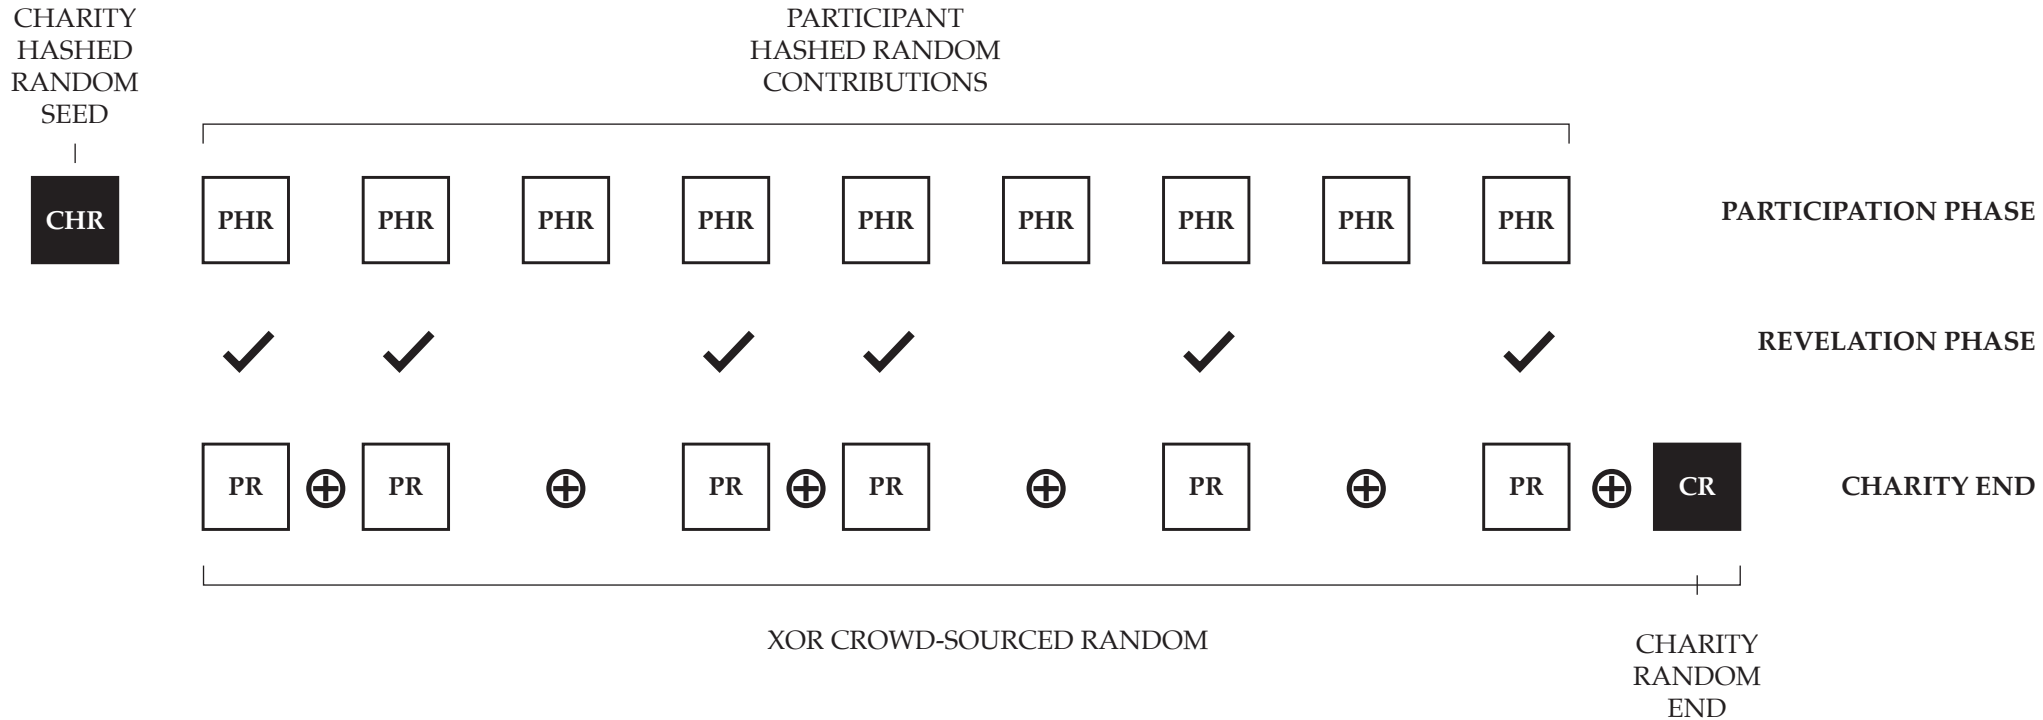 CHARITY
HASHED
RANDOM
SEED
PARTICIPANT
HASHED RANDOM
CONTRIBUTIONS
CHR PHR PHR PHR PHR PHR PHR PHR PHR PHR PARTICIPATION PHASE
REVELATION PHASE
PR ⊕ PR ⊕ PR ⊕ PR ⊕ PR ⊕ PR ⊕ CR CHARITY END
XOR CROWD-SOURCED RANDOM
CHARITY
RANDOM
END